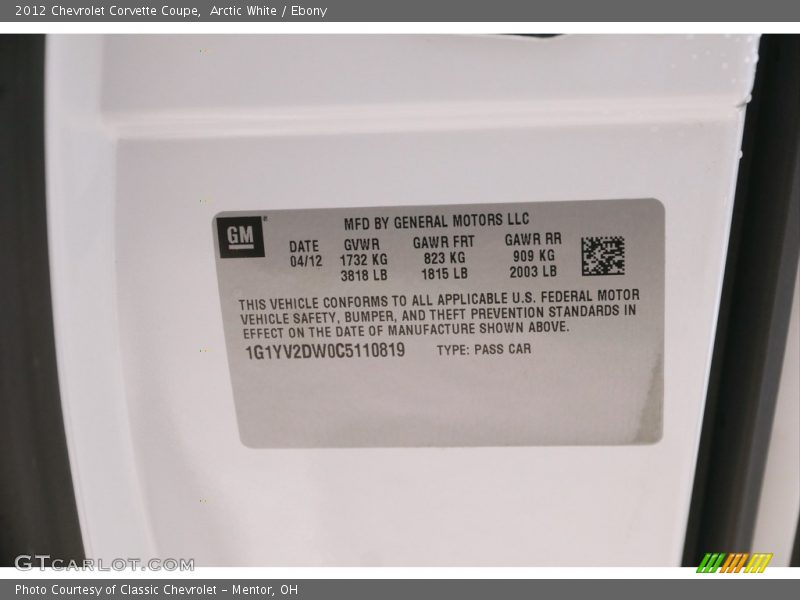 2012 Chevrolet Corvette Coupe, Arctic White / Ebony
GM
MFD BY GENERAL MOTORS LLC
DATE GVWR GAWR FRT GAWR RR
04/12 1732 KG 823 KG 909 KG
3818 LB 1815 LB 2003 LB
THIS VEHICLE CONFORMS TO ALL APPLICABLE U.S. FEDERAL MOTOR
VEHICLE SAFETY, BUMPER, AND THEFT PREVENTION STANDARDS IN
EFFECT ON THE DATE OF MANUFACTURE SHOWN ABOVE.
1G1YV2DW0C5110819 TYPE: PASS CAR
GTCARLOT.COM
Photo Courtesy of Classic Chevrolet - Mentor, OH